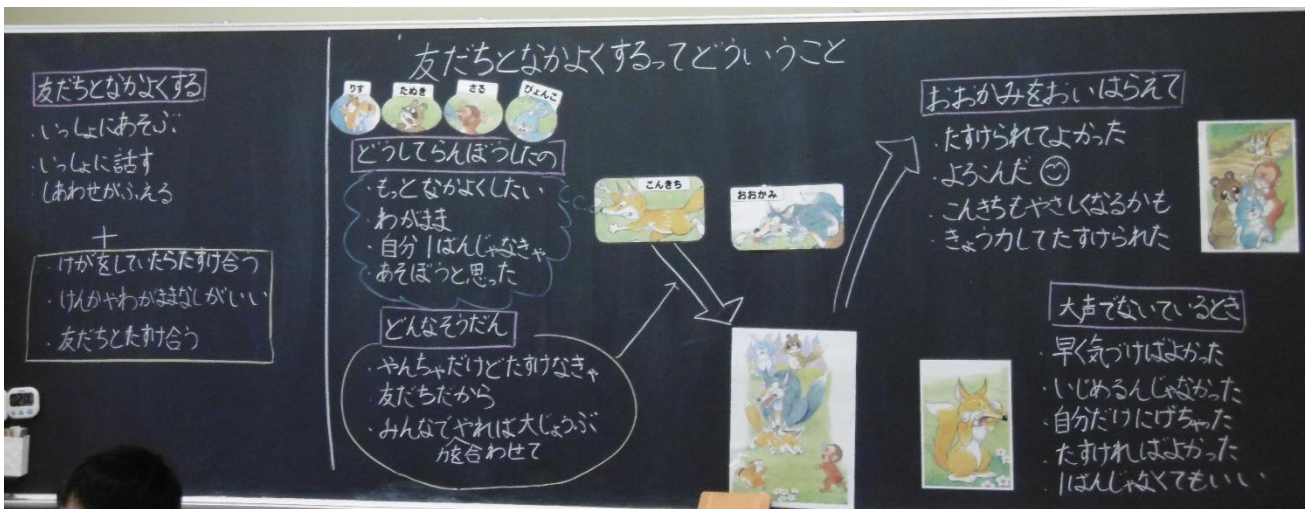 友だちとなかよくするってどういうこと
友だちとなかよくする
・いっしょにあそぶ
・いっしょに話す
・しあわせがふえる
＋
・けがをしていたらたすけ合う
・けんかやわがままなしがいい
・友だちとたすけ合う
りす
たぬき
さる
ぴょんこ
どうしてらんぼうしたの
・もっとなかよくしたい
・わがまま
・自分1ばんじゃなきゃ
・あそぼうと思った
どんなそうだん
・やんちゃだけどたすけなきゃ
・友だちだから
・みんなでやれば大じょうぶ
力を合わせて
こんきち
おおかみ
おおかみをおいはらえて
・たすけられてよかった
・よろこんだ
・こんきちもやさしくなるかも
・きょう力してたすけられた
大声でないているとき
・早く気づけばよかった
・いじめるんじゃなかった
・自分だけにげちゃった
・たすければよかった
・1ばんじゃなくてもいい